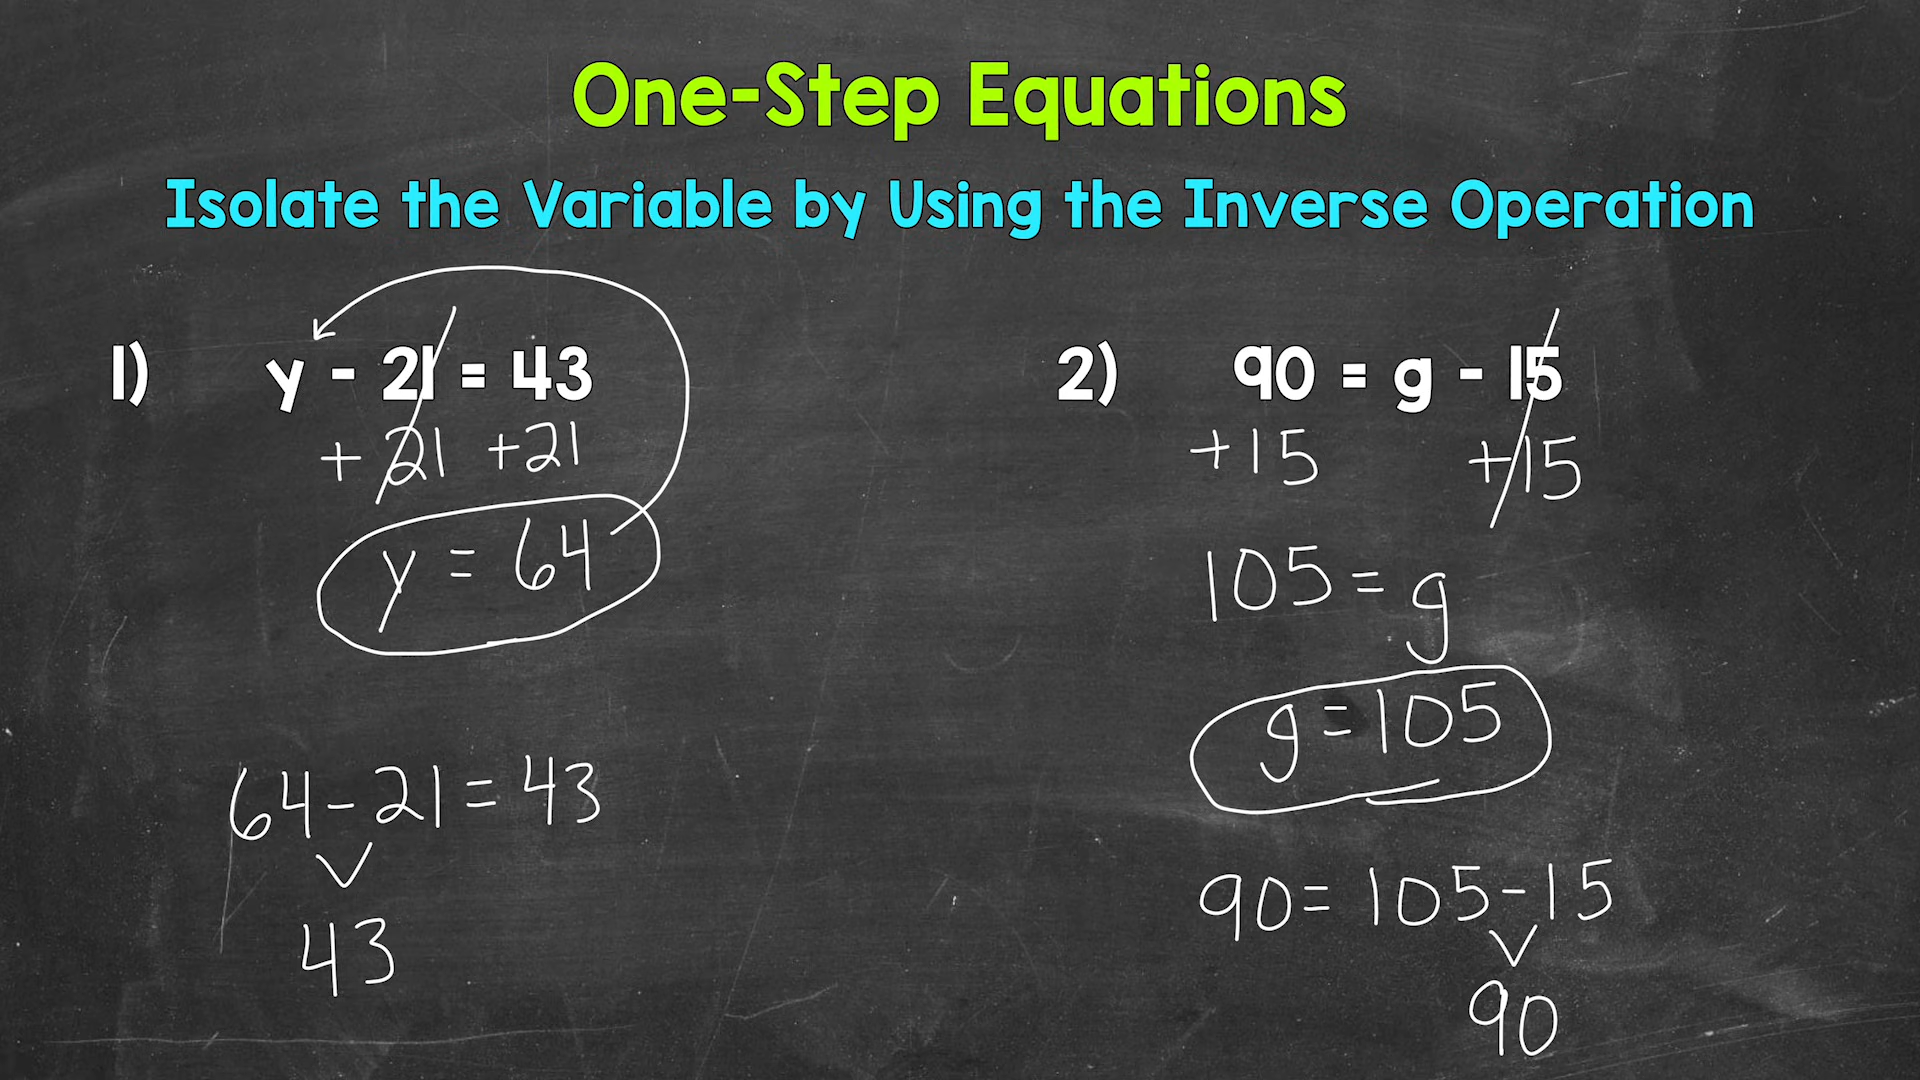 One-Step Equations
Isolate the Variable by Using the Inverse Operation
1) y - 21 = 43
+ 21 +21
y = 64
64 - 21 = 43
43
2) 90 = g - 15
+15 +15
105 = g
g = 105
90 = 105 - 15
90